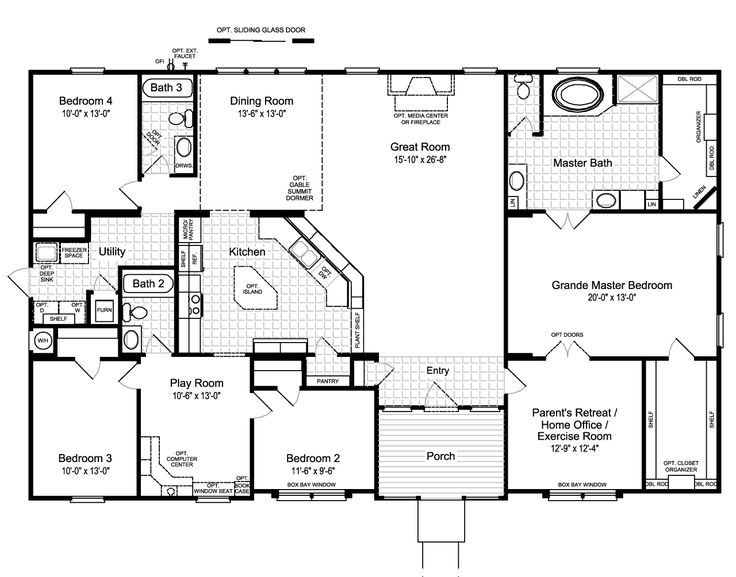 OPT. SLIDING GLASS DOOR
OPT. EXT.
FAUCET
GFI
Bedroom 4
10'-0" x 13'-0"
Bath 3
OPT.
DOOR
DRWS.
Dining Room
13'-6" x 13'-0"
OPT.
GABLE
SUMMIT
DORMER
OPT. MEDIA CENTER
OR FIREPLACE
Great Room
15'-10" x 26'-8"
Master Bath
LIN
LIN
DBL ROD
ORGANIZER
DBL ROD
LINEN
Utility
FREEZER
SPACE
OPT.
DEEP
SINK
OPT.
D
OPT.
W
SHELF
FURN
W/H
Bath 2
MICRO/
PANTRY
SHELF
REF.
Kitchen
OPT.
ISLAND
OPT.
DW
PLANT SHELF
PANTRY
Grande Master Bedroom
20'-0" x 13'-0"
OPT DOORS
Entry
Play Room
10'-6" x 13'-0"
OPT.
COMPUTER
CENTER
OPT.
WINDOW SEAT
OPT.
BOOK
CASE
Bedroom 3
10'-0" x 13'-0"
Bedroom 2
11'-6" x 9'-6"
BOX BAY WINDOW
Porch
Parent's Retreat /
Home Office /
Exercise Room
12'-9" x 12'-4"
BOX BAY WINDOW
SHELF
SHELF
OPT. CLOSET
ORGANIZER
DBL ROD
DBL ROD